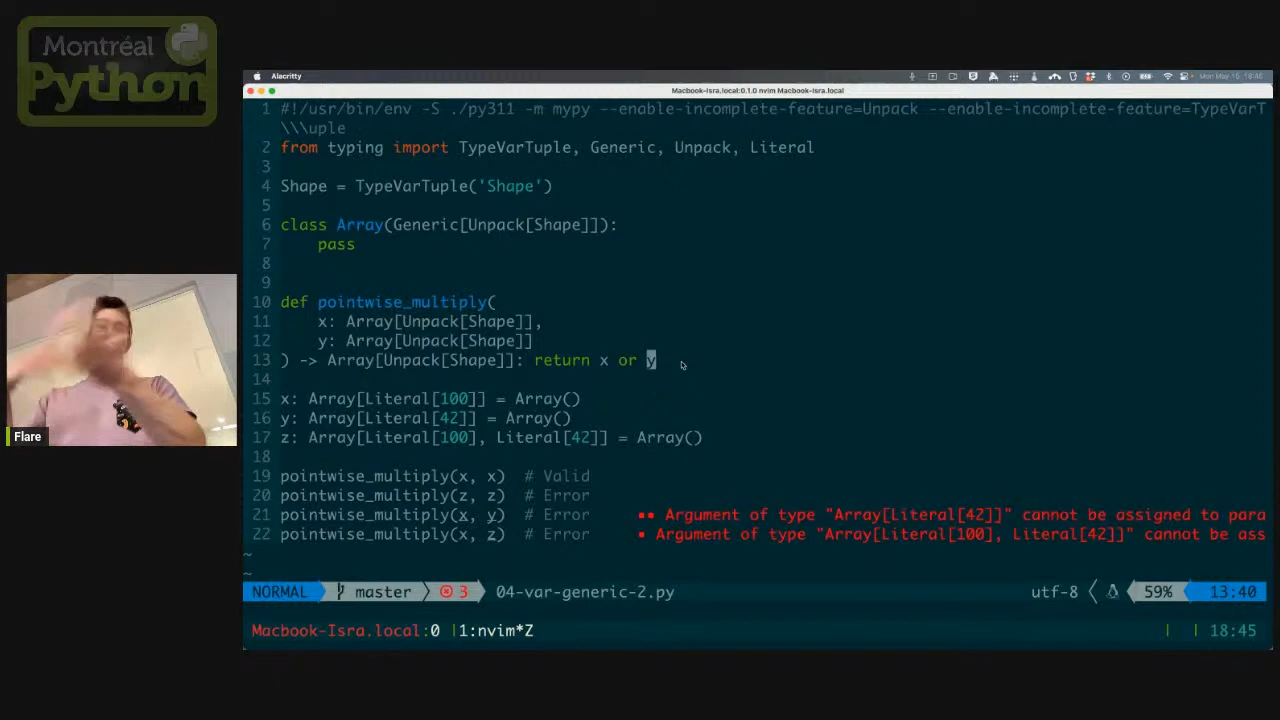 Montréal
Python
Alacritty
Mon May 15, 18:46
Macbook-Isra.local:0.1.0 nvim Macbook-Isra.local
1 #!/usr/bin/env -S ./py311 -m mypy --enable-incomplete-feature=Unpack --enable-incomplete-feature=TypeVarT
\\\uple
2 from typing import TypeVarTuple, Generic, Unpack, Literal
3
4 Shape = TypeVarTuple('Shape')
5
6 class Array(Generic[Unpack[Shape]]):
7 pass
8
9
10 def pointwise_multiply(
11 x: Array[Unpack[Shape]],
12 y: Array[Unpack[Shape]]
13 ) -> Array[Unpack[Shape]]: return x or y
14
15 x: Array[Literal[100]] = Array()
16 y: Array[Literal[42]] = Array()
17 z: Array[Literal[100], Literal[42]] = Array()
18
19 pointwise_multiply(x, x) # Valid
20 pointwise_multiply(z, z) # Error
21 pointwise_multiply(x, y) # Error ▪▪ Argument of type "Array[Literal[42]]" cannot be assigned to para
22 pointwise_multiply(x, z) # Error ▪ Argument of type "Array[Literal[100], Literal[42]]" cannot be ass
~
~
NORMAL master 3 04-var-generic-2.py utf-8 59% 13:40
Macbook-Isra.local:0 |1:nvim*Z | | 18:45
Flare